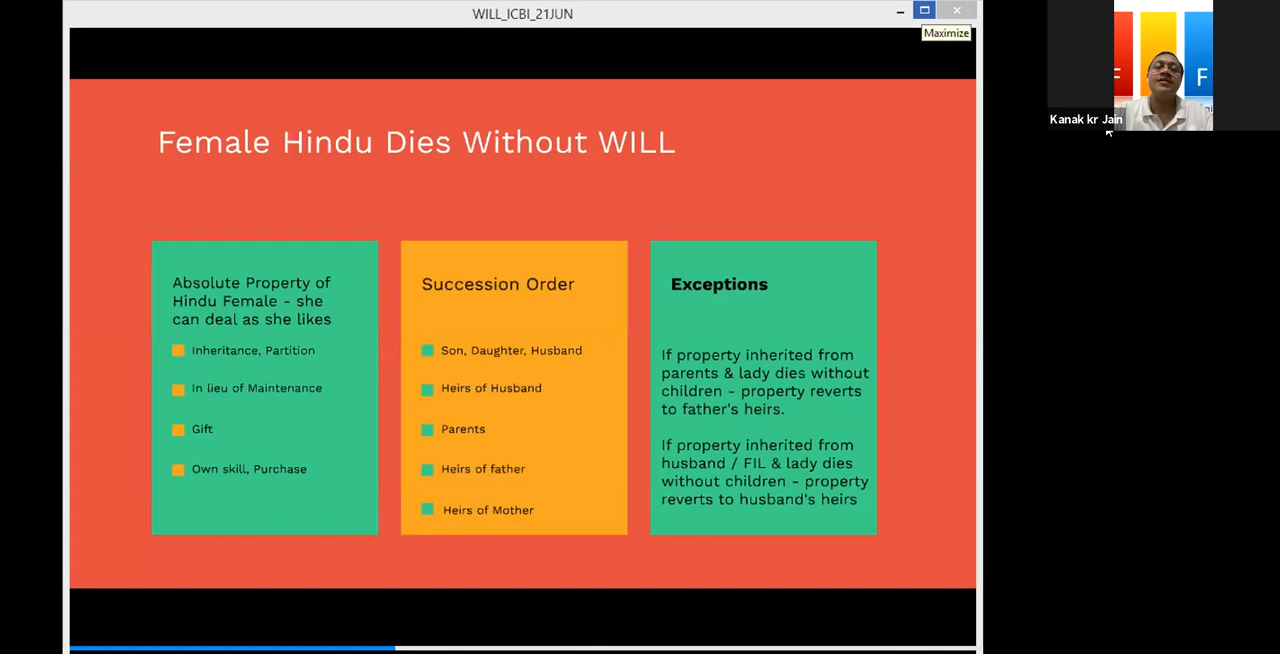 WILL_ICBI_21JUN
Maximize
Female Hindu Dies Without WILL
Absolute Property of
Hindu Female - she
can deal as she likes
Inheritance, Partition
In lieu of Maintenance
Gift
Own skill, Purchase
Succession Order
Son, Daughter, Husband
Heirs of Husband
Parents
Heirs of father
Heirs of Mother
Exceptions
If property inherited from
parents & lady dies without
children - property reverts
to father's heirs.
If property inherited from
husband / FIL & lady dies
without children - property
reverts to husband's heirs
F
F
Kanak kr Jain